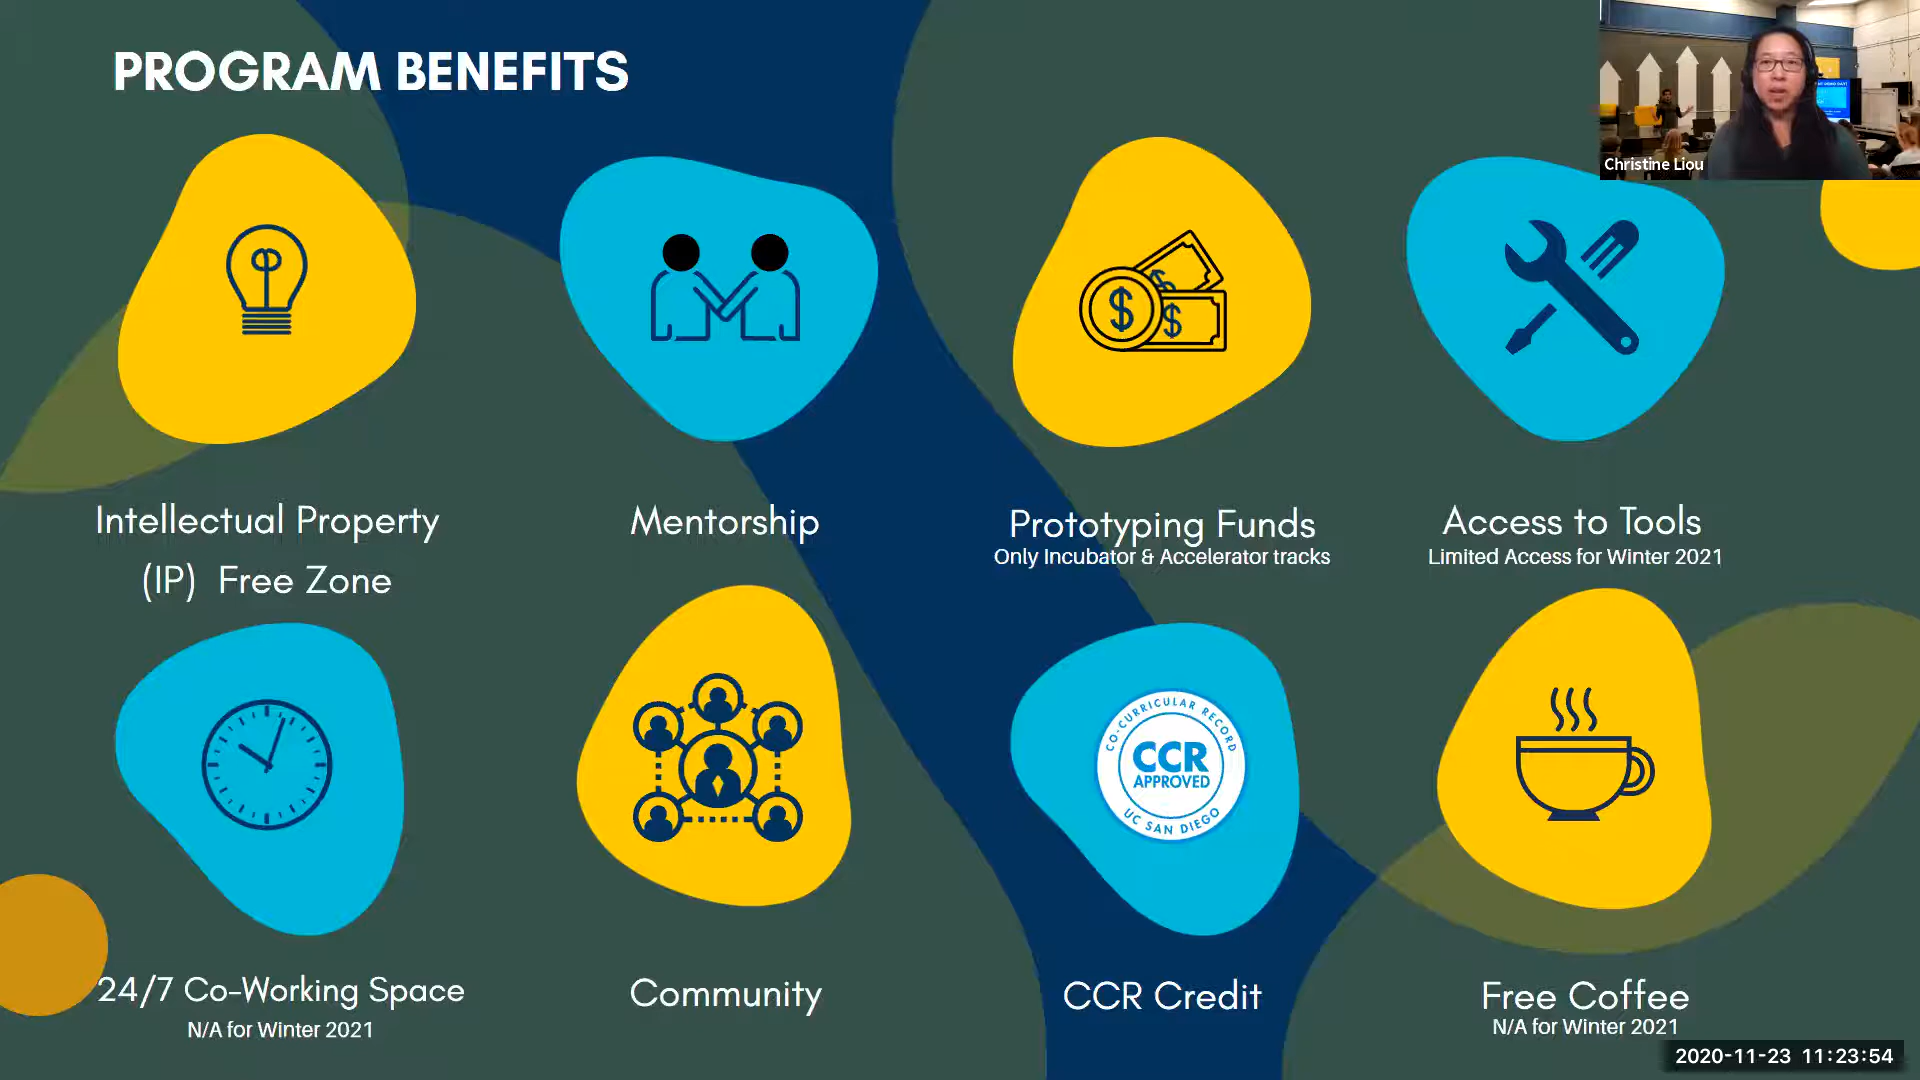 PROGRAM BENEFITS
Christine Liou
$
$
$
Intellectual Property
(IP) Free Zone
Mentorship
Prototyping Funds
Only Incubator & Accelerator tracks
Access to Tools
Limited Access for Winter 2021
CO-CURRICULAR RECORD
CCR
APPROVED
UC SAN DIEGO
24/7 Co-Working Space
N/A for Winter 2021
Community
CCR Credit
Free Coffee
N/A for Winter 2021
2020-11-23 11:23:54